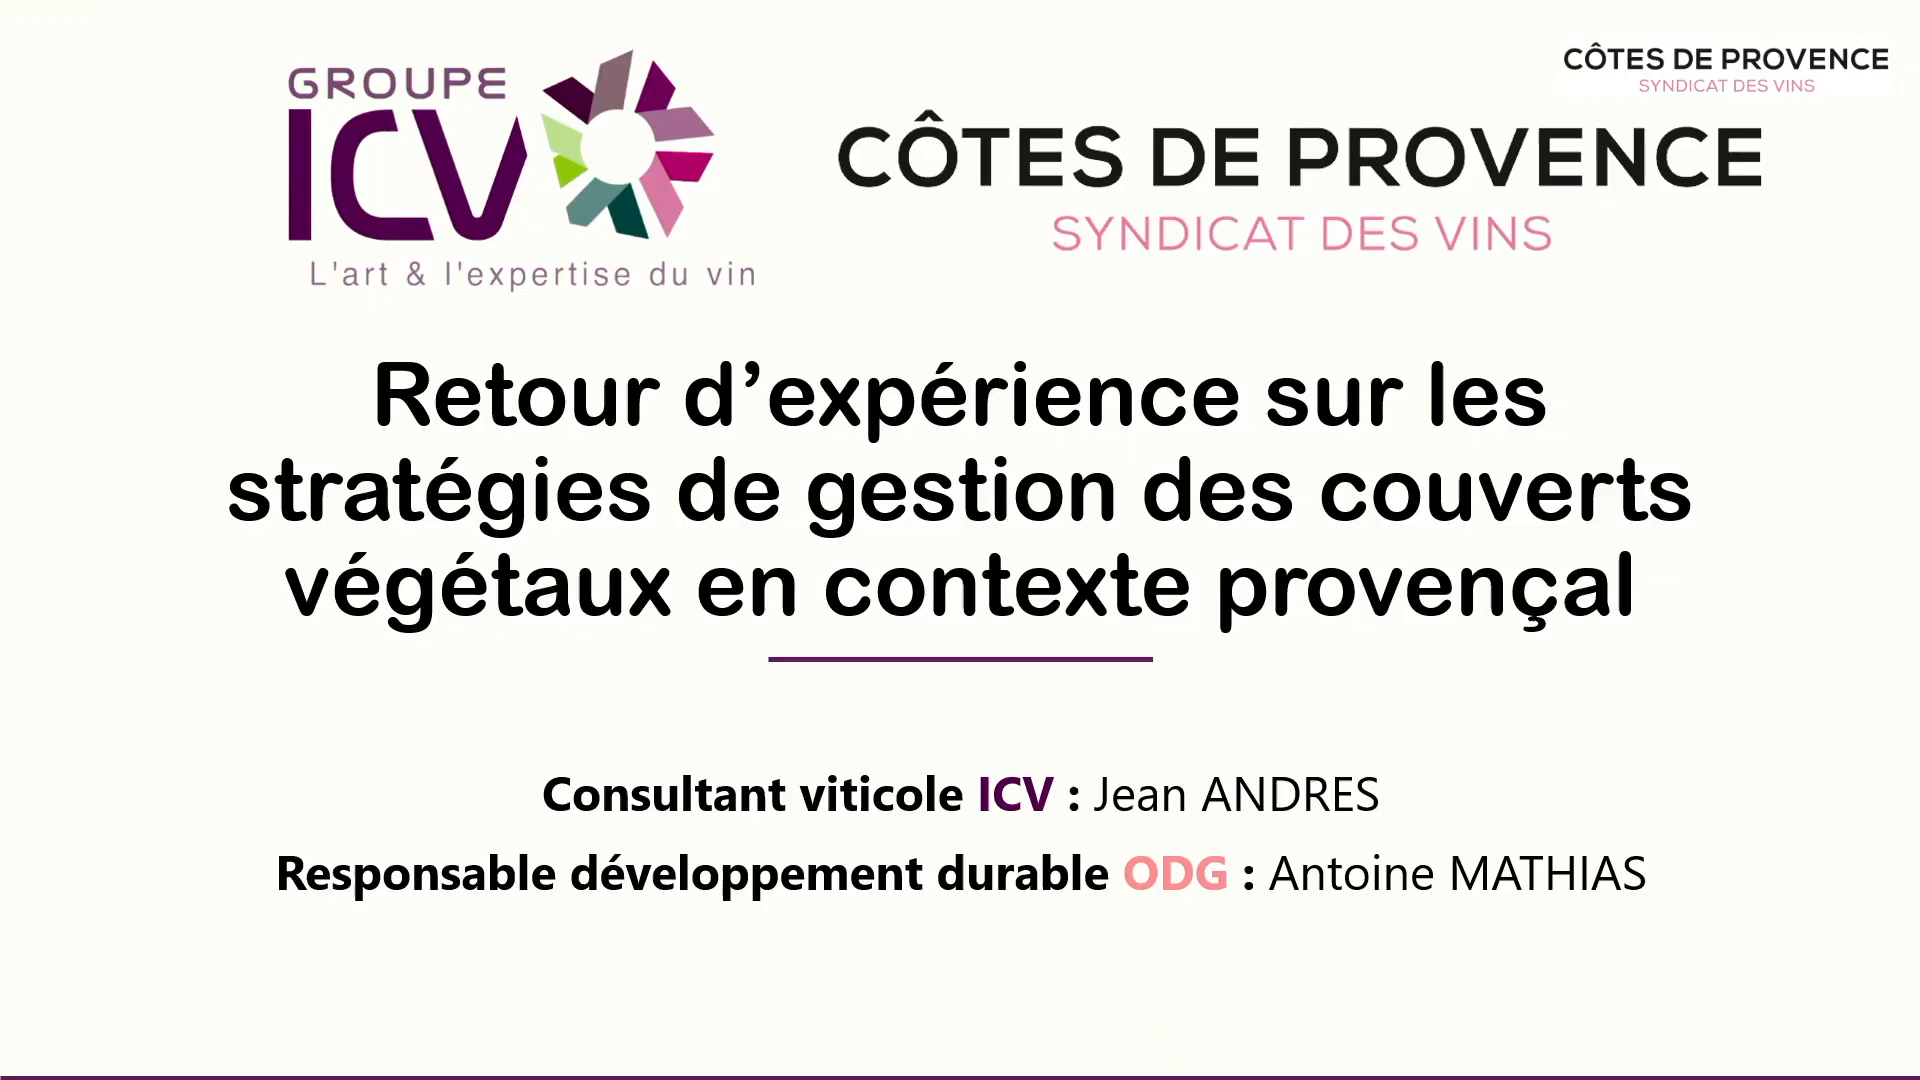 GROUPE
ICV
L'art & l'expertise du vin
CÔTES DE PROVENCE
SYNDICAT DES VINS
CÔTES DE PROVENCE
SYNDICAT DES VINS
Retour d’expérience sur les
stratégies de gestion des couverts
végétaux en contexte provençal
Consultant viticole ICV : Jean ANDRES
Responsable développement durable ODG : Antoine MATHIAS